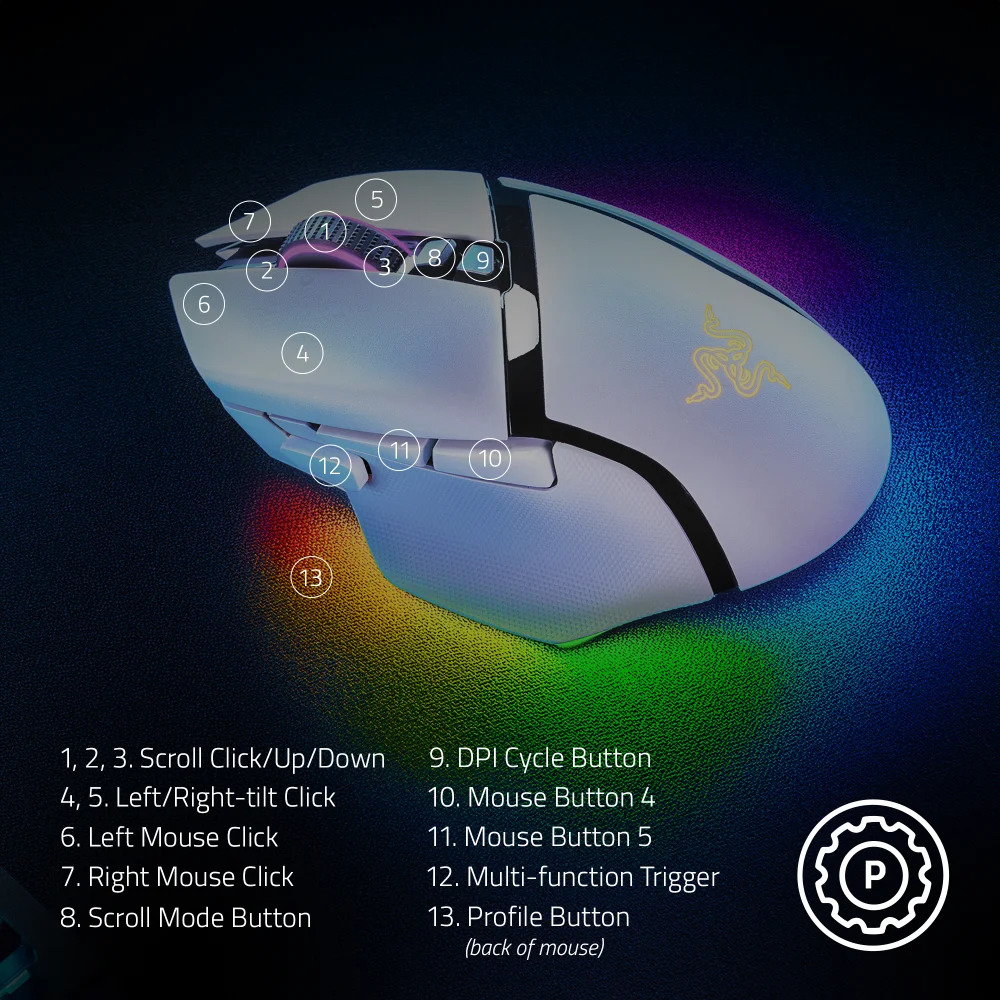 5
7
1
8
9
3
2
6
4
11
10
12
13
1, 2, 3. Scroll Click/Up/Down
4, 5. Left/Right-tilt Click
6. Left Mouse Click
7. Right Mouse Click
8. Scroll Mode Button
9. DPI Cycle Button
10. Mouse Button 4
11. Mouse Button 5
12. Multi-function Trigger
13. Profile Button
(back of mouse)
P